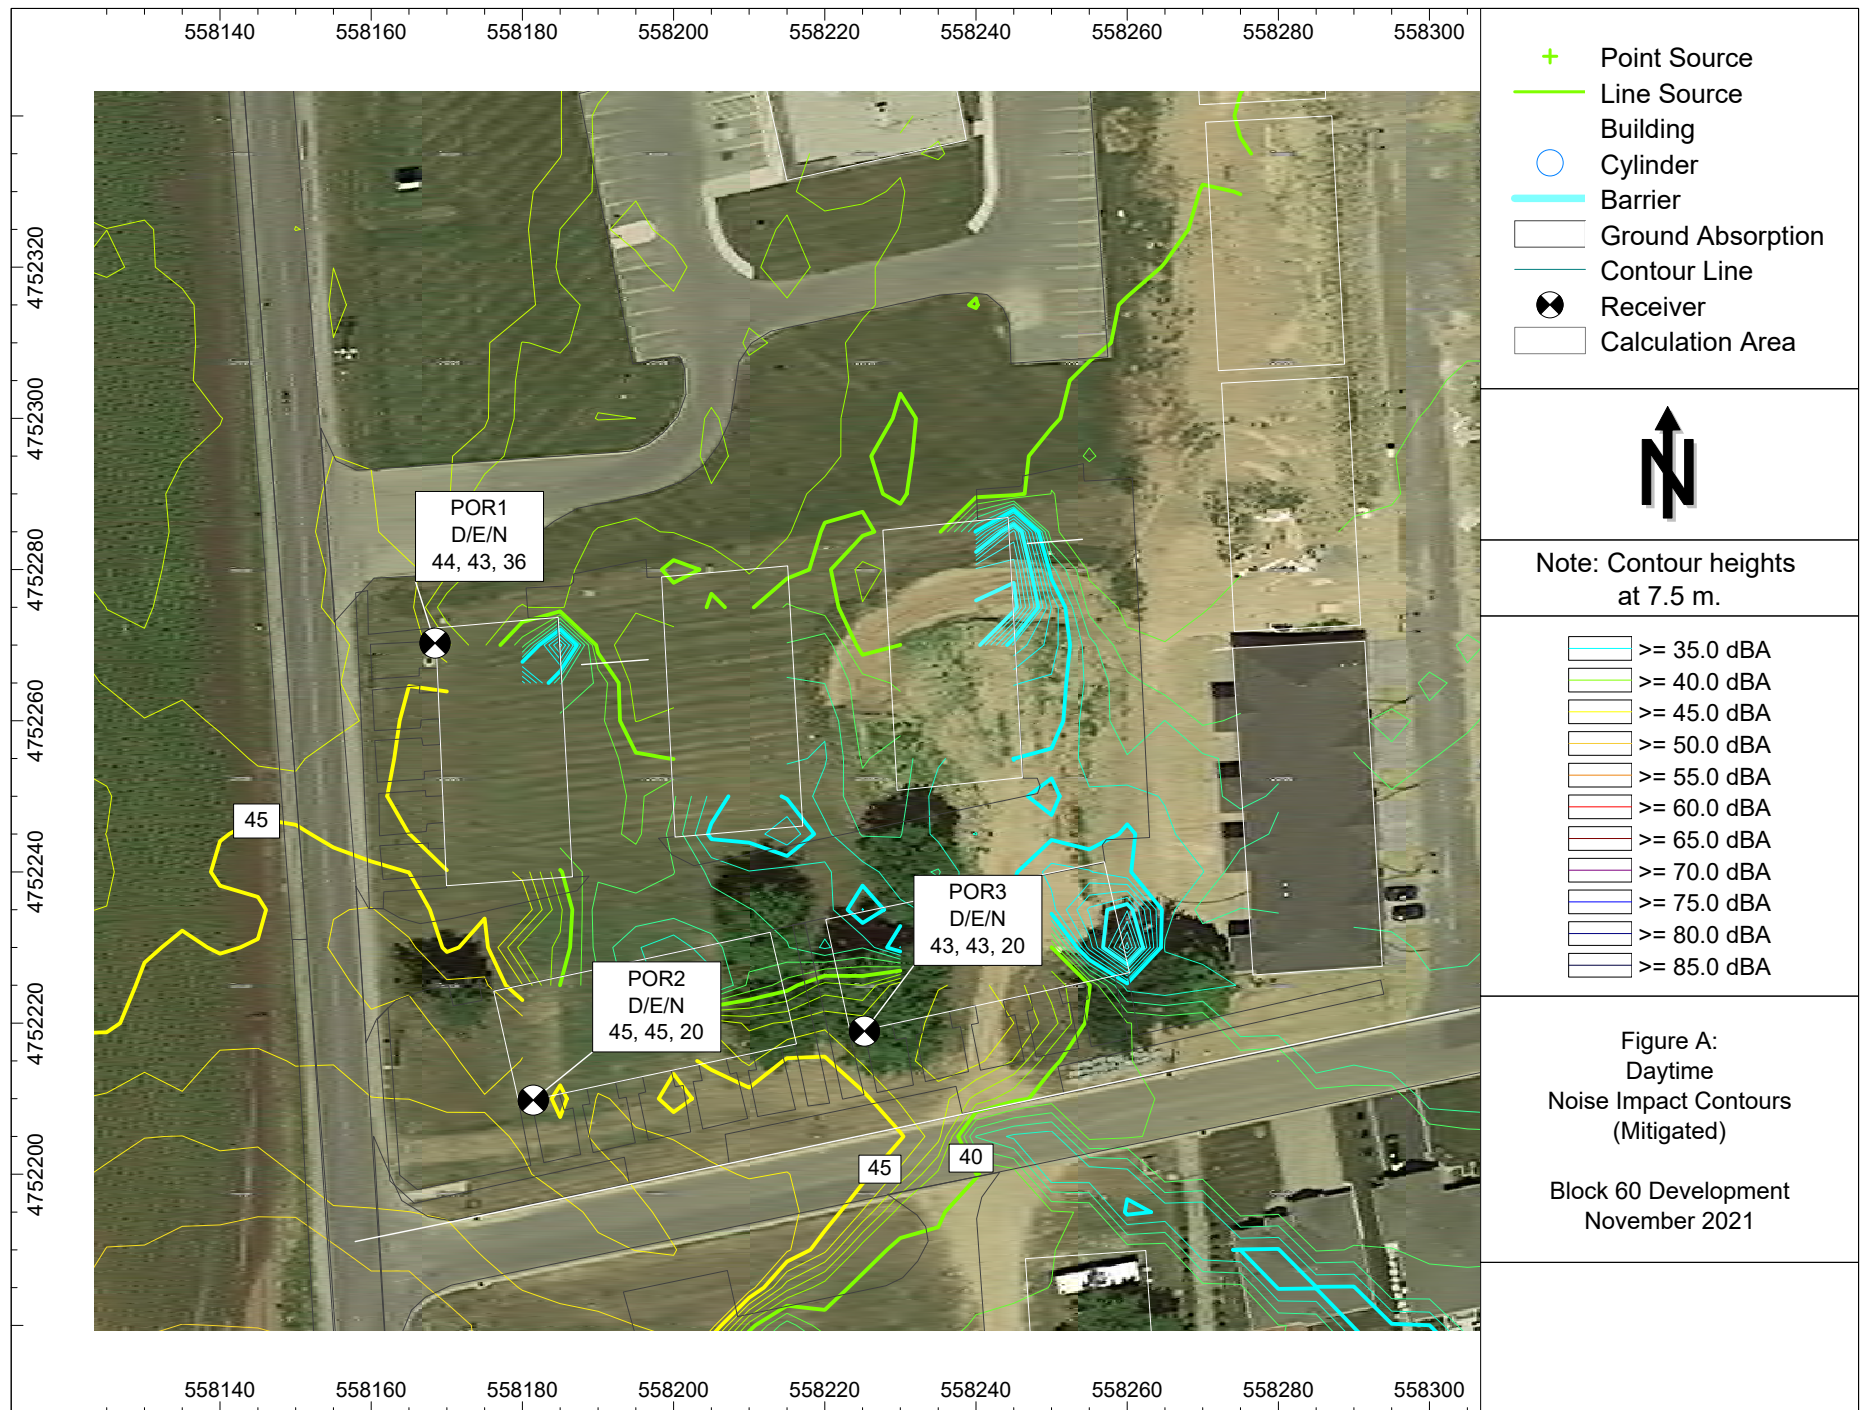 558140 558160 558180 558200 558220 558240 558260 558280 558300
4752320
4752300
4752280
4752260
4752240
4752220
4752200
POR1
D/E/N
44, 43, 36
45
POR3
D/E/N
43, 43, 20
POR2
D/E/N
45, 45, 20
45
40
558140 558160 558180 558200 558220 558240 558260 558280 558300
Point Source
Line Source
Building
Cylinder
Barrier
Ground Absorption
Contour Line
Receiver
Calculation Area
N
Note: Contour heights
at 7.5 m.
>= 35.0 dBA
>= 40.0 dBA
>= 45.0 dBA
>= 50.0 dBA
>= 55.0 dBA
>= 60.0 dBA
>= 65.0 dBA
>= 70.0 dBA
>= 75.0 dBA
>= 80.0 dBA
>= 85.0 dBA
Figure A:
Daytime
Noise Impact Contours
(Mitigated)
Block 60 Development
November 2021